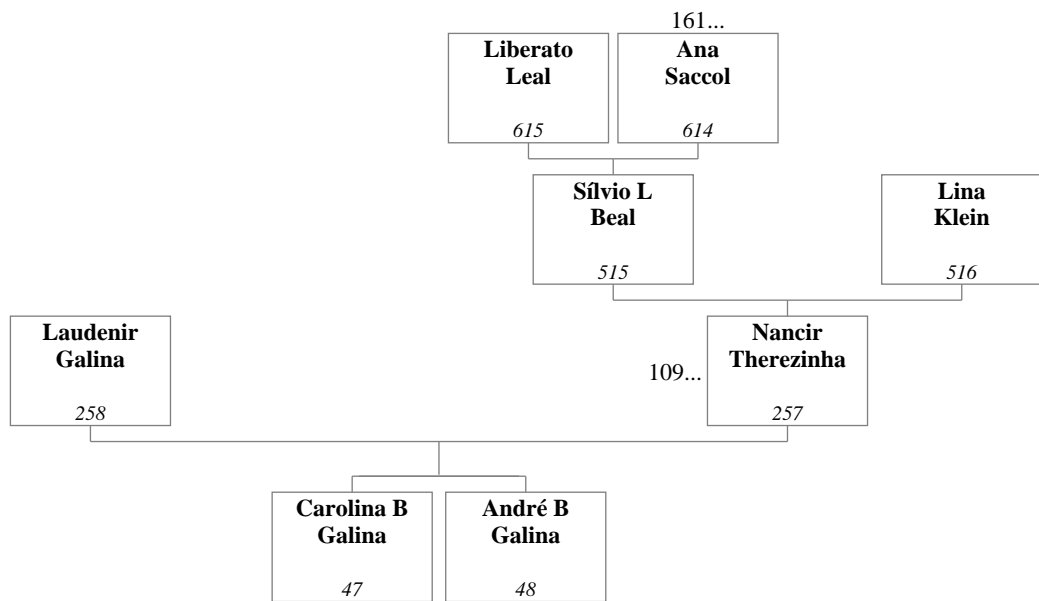 161...
Liberato
Leal
615
Ana
Saccol
614
Sílvio L
Beal
515
Lina
Klein
516
Laudenir
Galina
258
109...
Nancir
Therezinha
257
Carolina B
Galina
47
André B
Galina
48